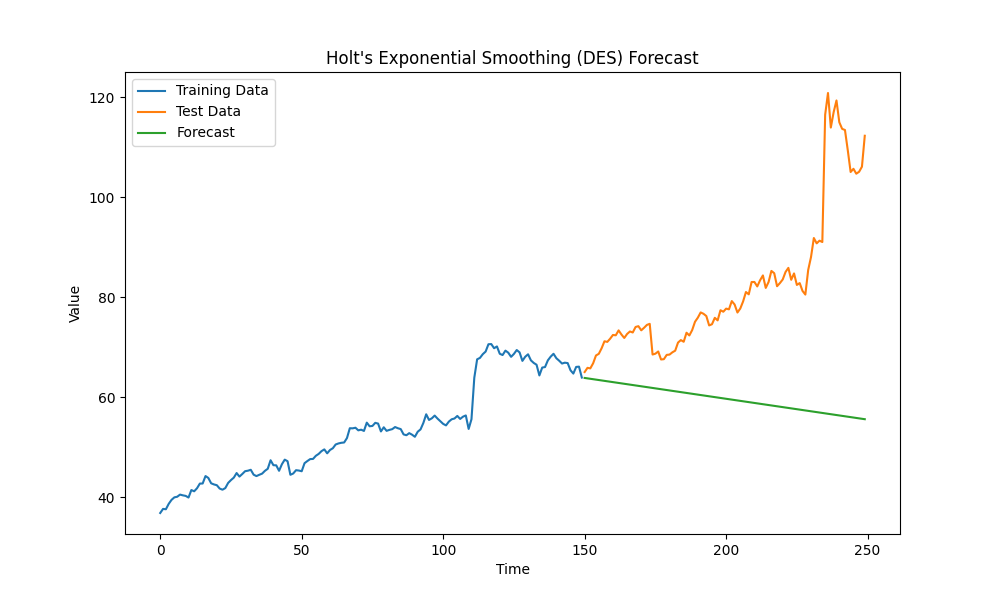 Holt's Exponential Smoothing (DES) Forecast
Training Data
Test Data
Forecast
Value
120
100
80
60
40
0
50
100
150
200
250
Time